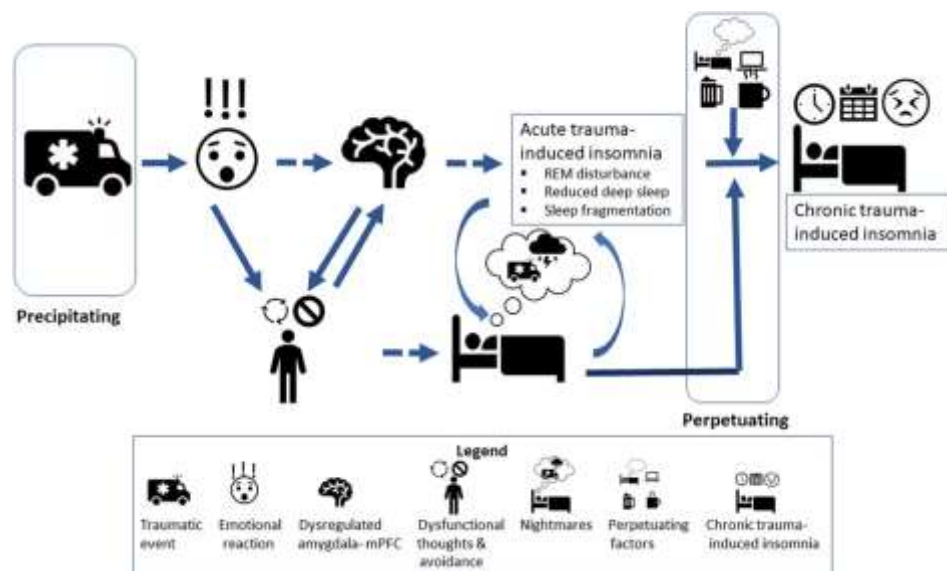 !!!
Acute trauma-
induced insomnia
▪ REM disturbance
▪ Reduced deep sleep
▪ Sleep fragmentation
Chronic trauma-
induced insomnia
Precipitating
Perpetuating
Legend
Traumatic event
Emotional reaction
Dysregulated amygdala- mPFC
Dysfunctional thoughts & avoidance
Nightmares
Perpetuating factors
Chronic trauma-induced insomnia